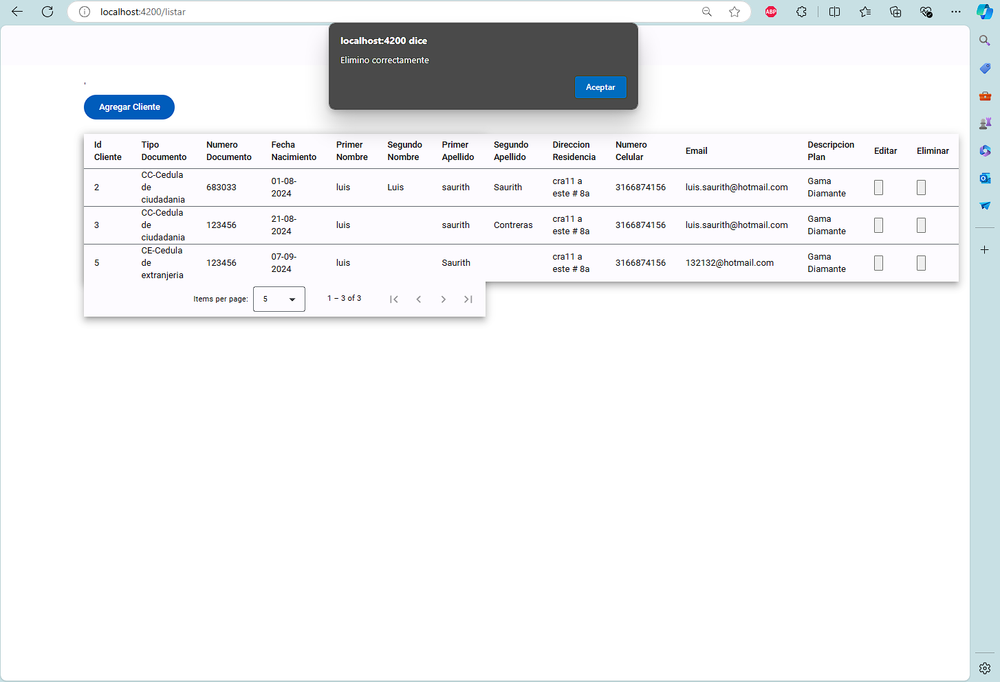 localhost:4200/listar
ABP
localhost:4200 dice
Elimino correctamente
Aceptar
Agregar Cliente
Id Cliente Tipo Documento Numero Documento Fecha Nacimiento Primer Nombre Segundo Nombre Primer Apellido Segundo Apellido Direccion Residencia Numero Celular Email Descripcion Plan Editar Eliminar
2 CC-Cedula de ciudadania 683033 01-08-2024 luis Luis saurith Saurith cra11 a este # 8a 3166874156 luis.saurith@hotmail.com Gama Diamante
3 CC-Cedula de ciudadania 123456 21-08-2024 luis saurith Contreras cra11 a este # 8a 3166874156 luis.saurith@hotmail.com Gama Diamante
5 CE-Cedula de extranjeria 123456 07-09-2024 luis Saurith cra11 a este # 8a 3166874156 132132@hotmail.com Gama Diamante
Items per page: 5 1 – 3 of 3